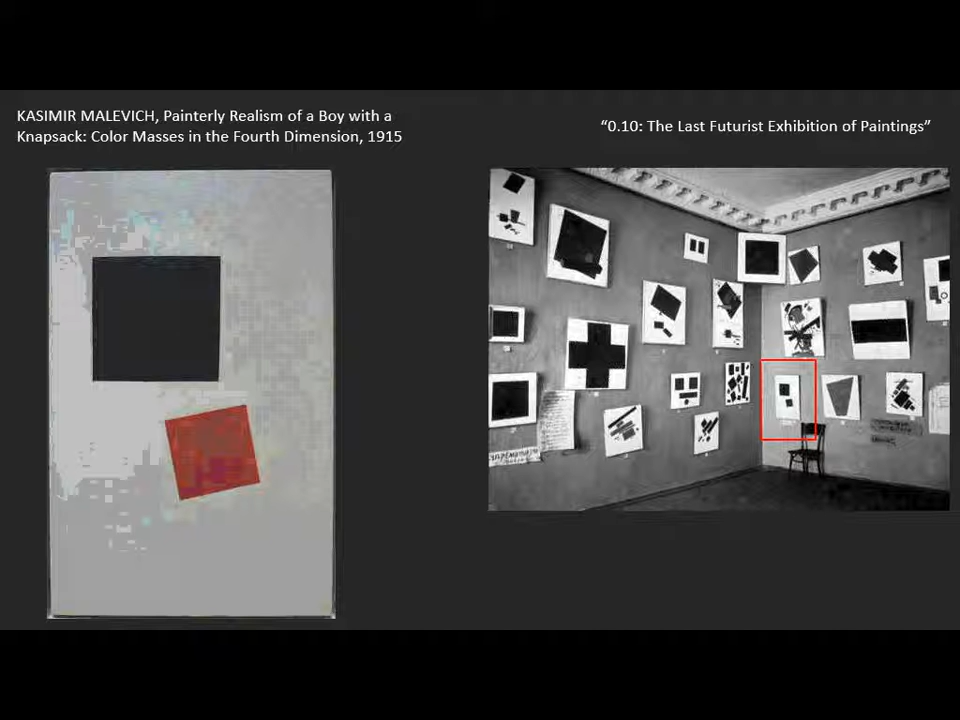 KASIMIR MALEVICH, Painterly Realism of a Boy with a
Knapsack: Color Masses in the Fourth Dimension, 1915
“0.10: The Last Futurist Exhibition of Paintings”